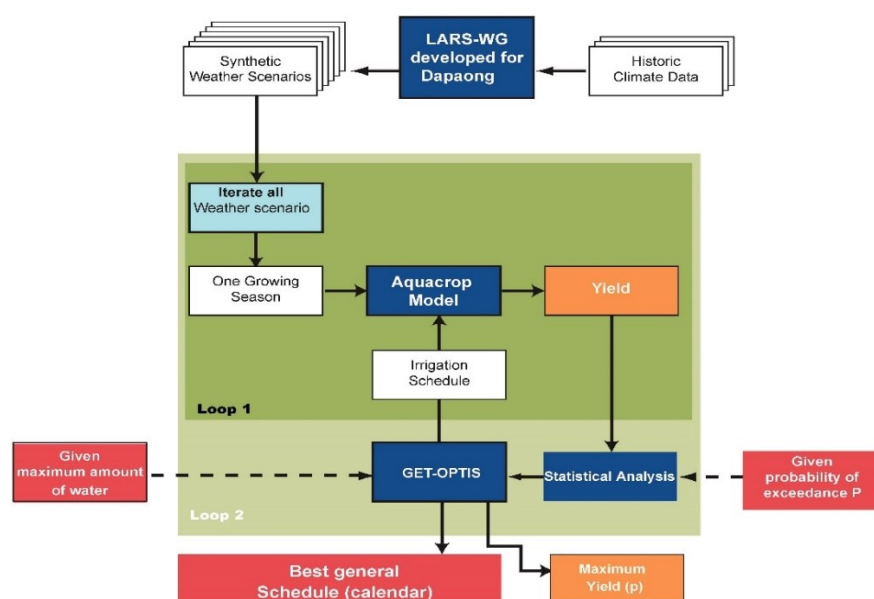 Synthetic
Weather Scenarios
LARS-WG
developed for
Dapaong
Historic
Climate Data
Iterate all
Weather scenario
One Growing
Season
Aquacrop
Model
Yield
Irrigation
Schedule
Loop 1
Given
maximum amount
of water
GET-OPTIS
Statistical Analysis
Given
probability of
exceedance P
Loop 2
Best general
Schedule (calendar)
Maximum
Yield (p)